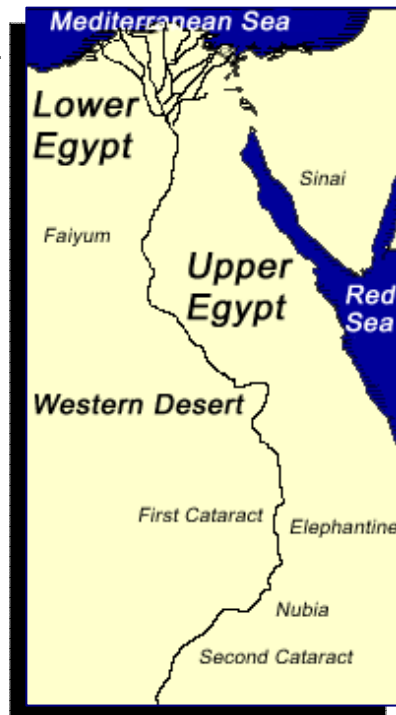 Mediterranean Sea
Lower
Egypt
Sinai
Faiyum
Upper
Egypt
Red
Sea
Western Desert
First Cataract
Elephantine
Nubia
Second Cataract